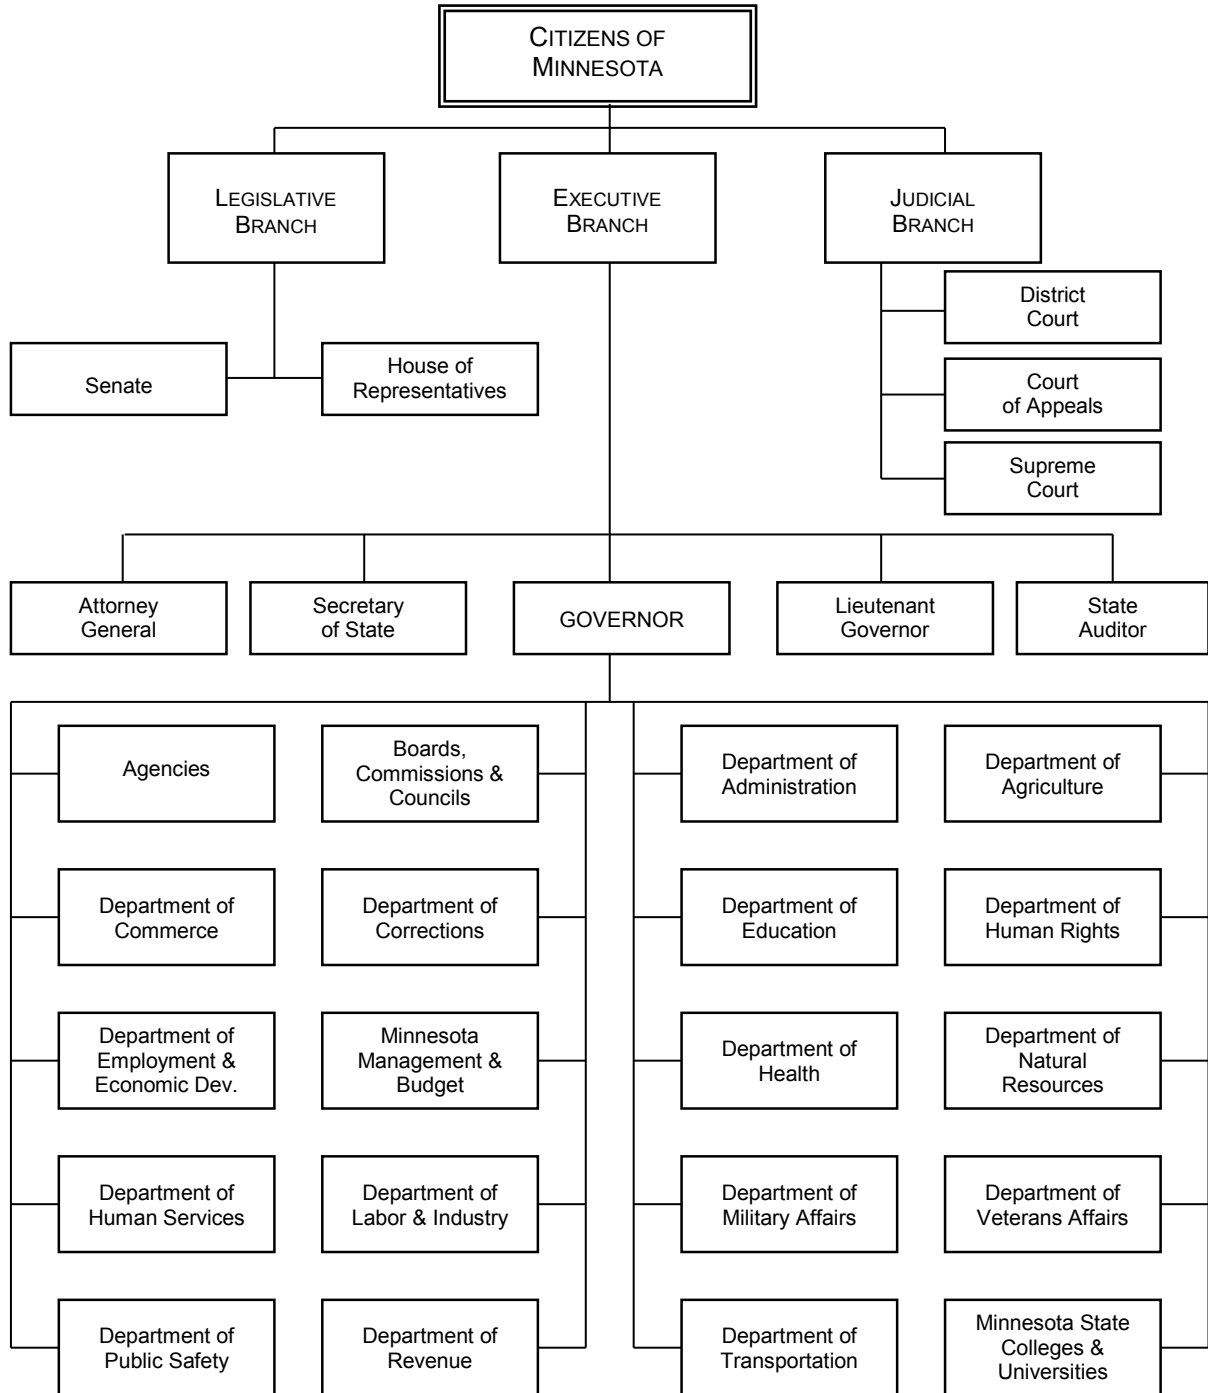 CITIZENS OF
MINNESOTA
LEGISLATIVE
BRANCH
EXECUTIVE
BRANCH
JUDICIAL
BRANCH
District
Court
Senate
House of
Representatives
Court
of Appeals
Supreme
Court
Attorney
General
Secretary
of State
GOVERNOR
Lieutenant
Governor
State
Auditor
Agencies
Boards,
Commissions &
Councils
Department of
Administration
Department of
Agriculture
Department of
Commerce
Department of
Corrections
Department of
Education
Department of
Human Rights
Department of
Employment &
Economic Dev.
Minnesota
Management &
Budget
Department of
Health
Department of
Natural
Resources
Department of
Human Services
Department of
Labor & Industry
Department of
Military Affairs
Department of
Veterans Affairs
Department of
Public Safety
Department of
Revenue
Department of
Transportation
Minnesota State
Colleges &
Universities